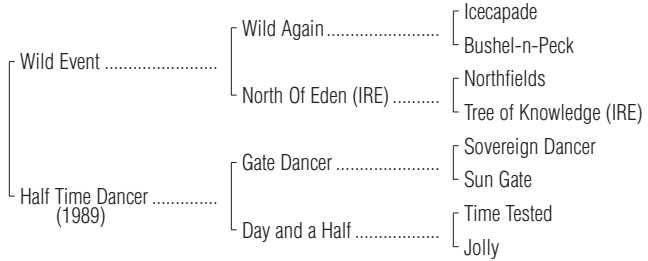 Icecapade
Wild Again........................
Bushel-n-Peck
Wild Event ........................
Northfields
North Of Eden (IRE)..........
Tree of Knowledge (IRE)
Sovereign Dancer
Gate Dancer ......................
Sun Gate
Half Time Dancer..............
(1989)
Time Tested
Day and a Half ..................
Jolly